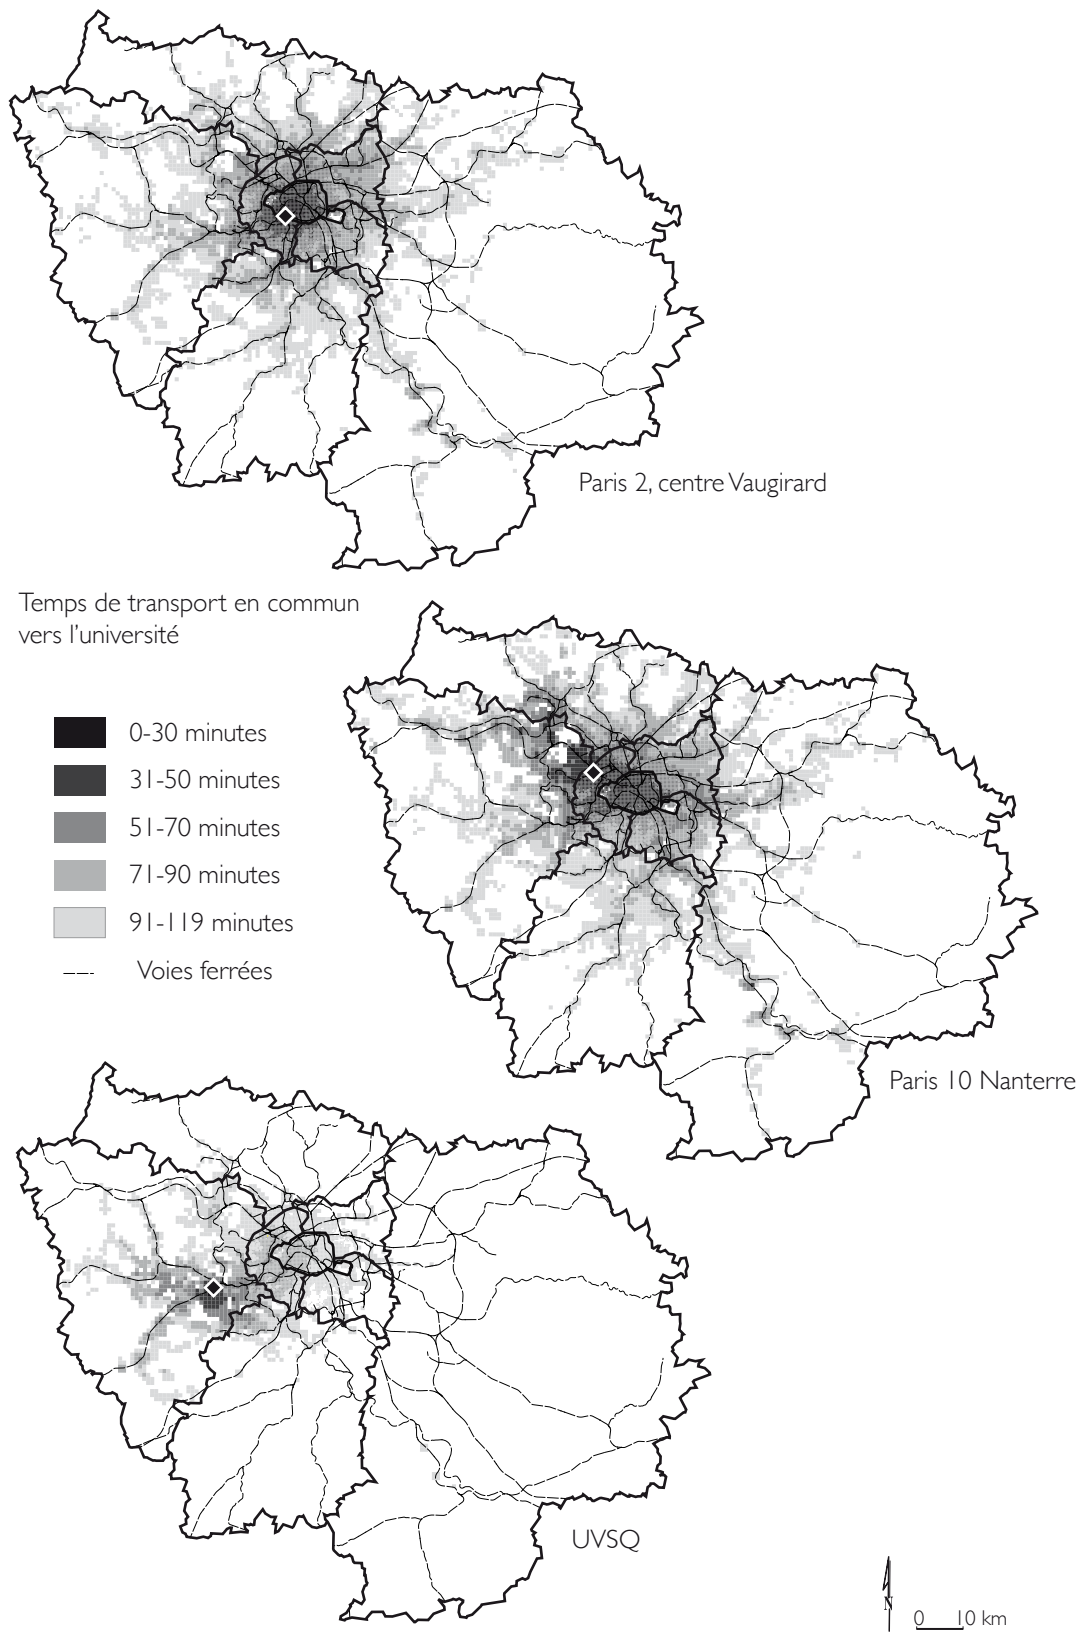 Paris 2, centre Vaugirard
Temps de transport en commun
vers l'université
0-30 minutes
31-50 minutes
51-70 minutes
71-90 minutes
91-119 minutes
Voies ferrées
Paris 10 Nanterre
UVSQ
N
0 10 km